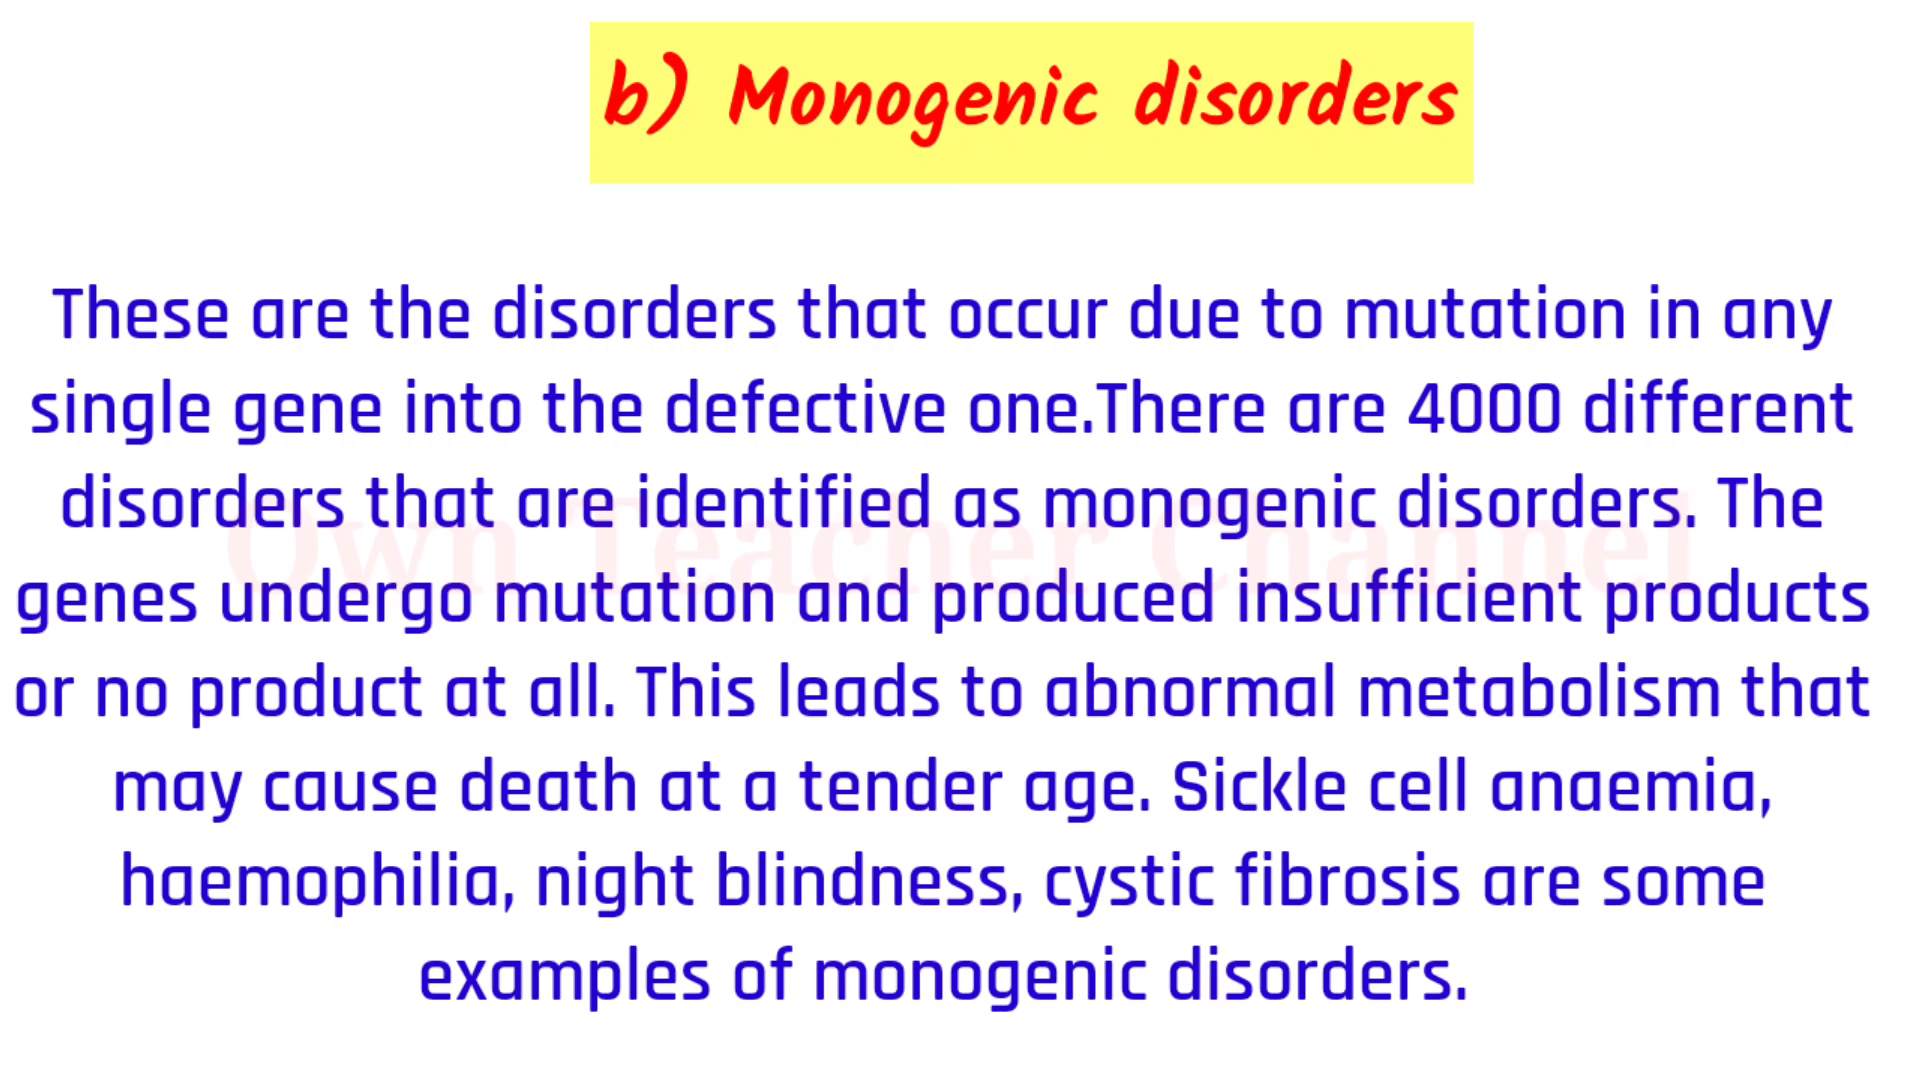 b) Monogenic disorders
These are the disorders that occur due to mutation in any
single gene into the defective one.There are 4000 different
disorders that are identified as monogenic disorders. The
Own Teacher Channel
genes undergo mutation and produced insufficient products
or no product at all. This leads to abnormal metabolism that
may cause death at a tender age. Sickle cell anaemia,
haemophilia, night blindness, cystic fibrosis are some
examples of monogenic disorders.